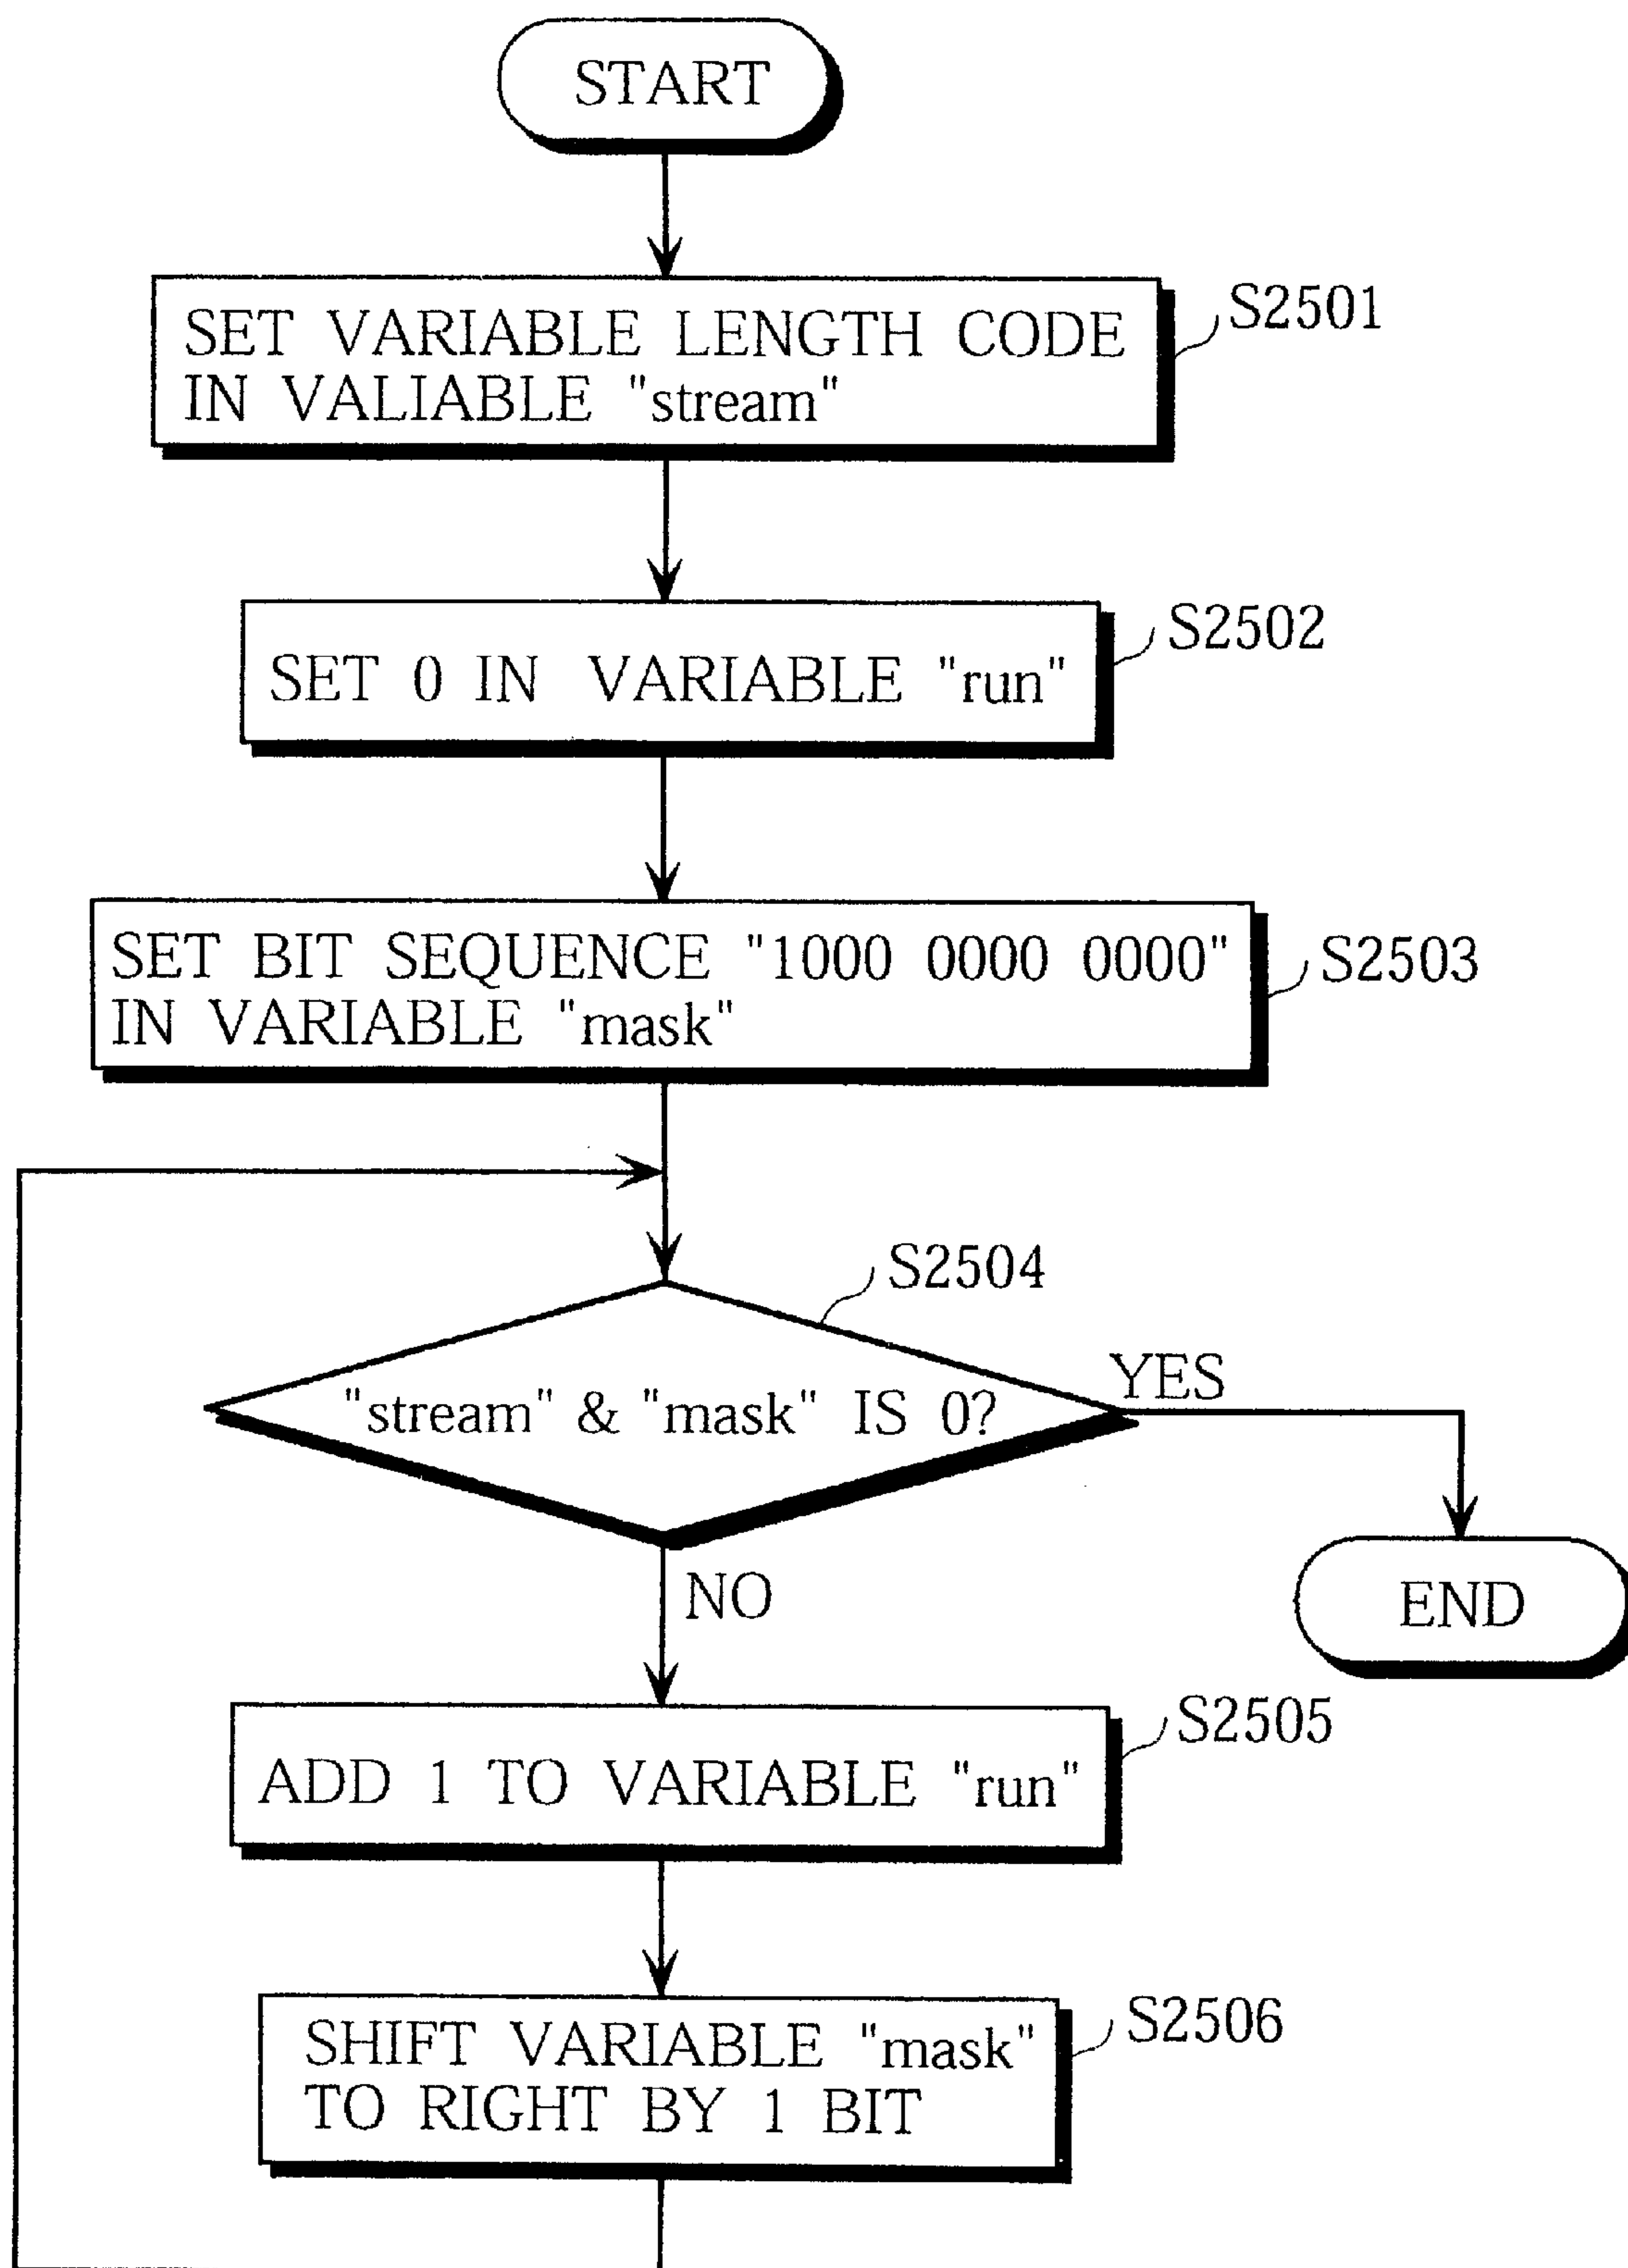 START
SET VARIABLE LENGTH CODE
IN VALIABLE "stream"
S2501
SET 0 IN VARIABLE "run"
S2502
SET BIT SEQUENCE "1000 0000 0000"
IN VARIABLE "mask"
S2503
S2504
"stream" & "mask" IS 0?
YES
NO
END
ADD 1 TO VARIABLE "run"
S2505
SHIFT VARIABLE "mask"
TO RIGHT BY 1 BIT
S2506